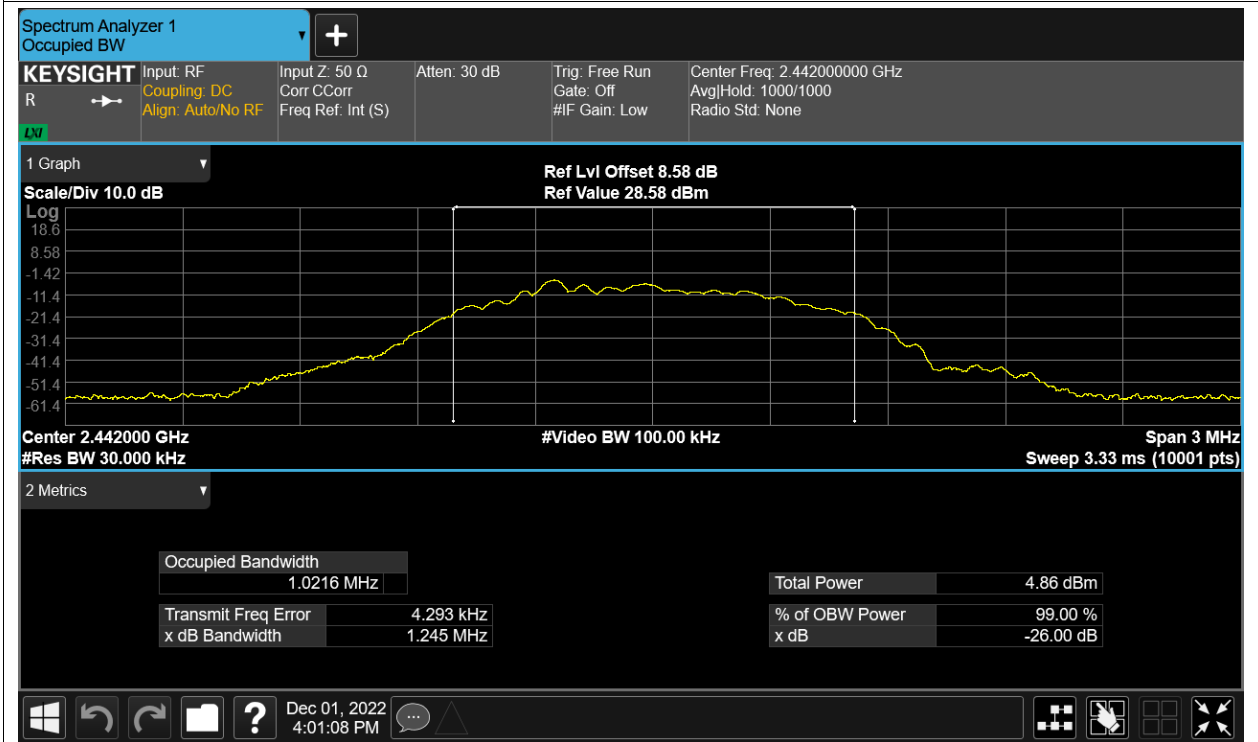 Spectrum Analyzer 1
Occupied BW
KEYSIGHT
R
LXI
Input: RF
Coupling: DC
Align: Auto/No RF
Input Z: 50 Ω
Corr CCorr
Freq Ref: Int (S)
Atten: 30 dB
Trig: Free Run
Gate: Off
#IF Gain: Low
Center Freq: 2.442000000 GHz
Avg|Hold: 1000/1000
Radio Std: None
1 Graph
Scale/Div 10.0 dB
Ref Lvl Offset 8.58 dB
Ref Value 28.58 dBm
Log
18.6
8.58
-1.42
-11.4
-21.4
-31.4
-41.4
-51.4
-61.4
Center 2.442000 GHz
#Video BW 100.00 kHz
Span 3 MHz
#Res BW 30.000 kHz
Sweep 3.33 ms (10001 pts)
2 Metrics
Occupied Bandwidth
1.0216 MHz
Total Power 4.86 dBm
Transmit Freq Error 4.293 kHz
% of OBW Power 99.00 %
x dB Bandwidth 1.245 MHz
x dB -26.00 dB
?
Dec 01, 2022
4:01:08 PM